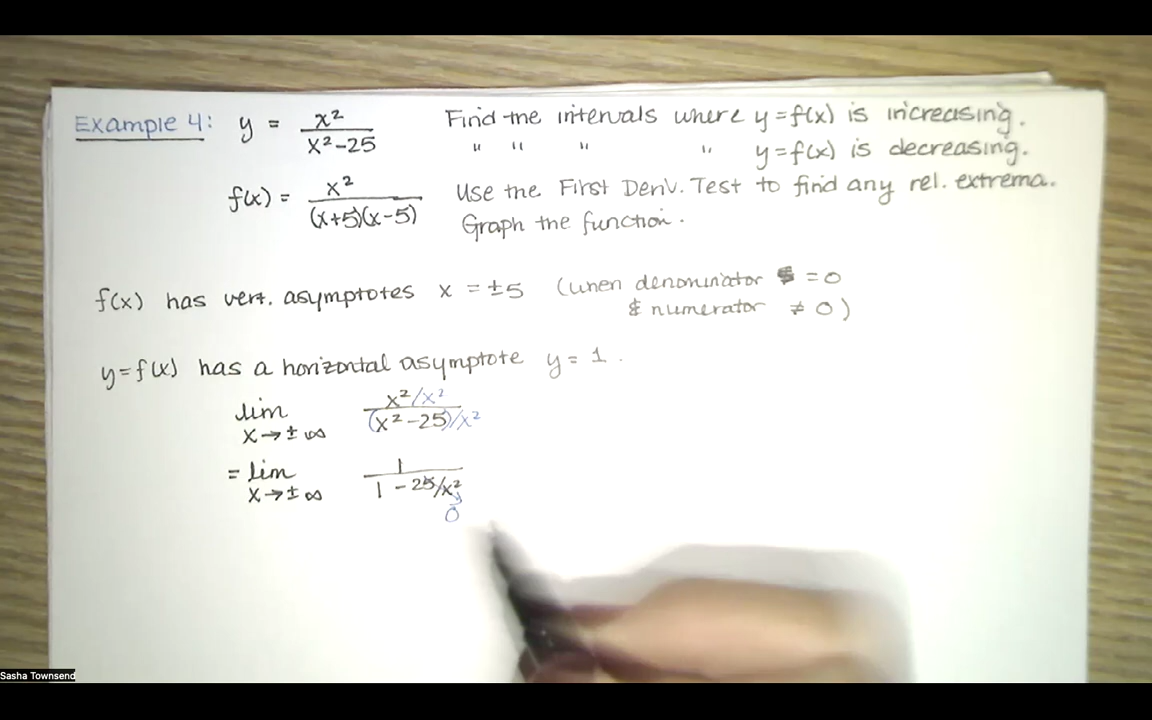 Example 4: y = x²/(x²-25) Find the intervals where y=f(x) is increasing.
" " " " y=f(x) is decreasing.
f(x) = x²/((x+5)(x-5)) Use the First Deriv. Test to find any rel. extrema.
Graph the function.
f(x) has vert. asymptotes x = ±5 (when denominator = 0
& numerator ≠ 0)
y=f(x) has a horizontal asymptote y = 1.
lim x→±∞ (x²/x²)/((x²-25)/x²)
= lim x→±∞ 1/(1 - 25/x²)
0
Sasha Townsend